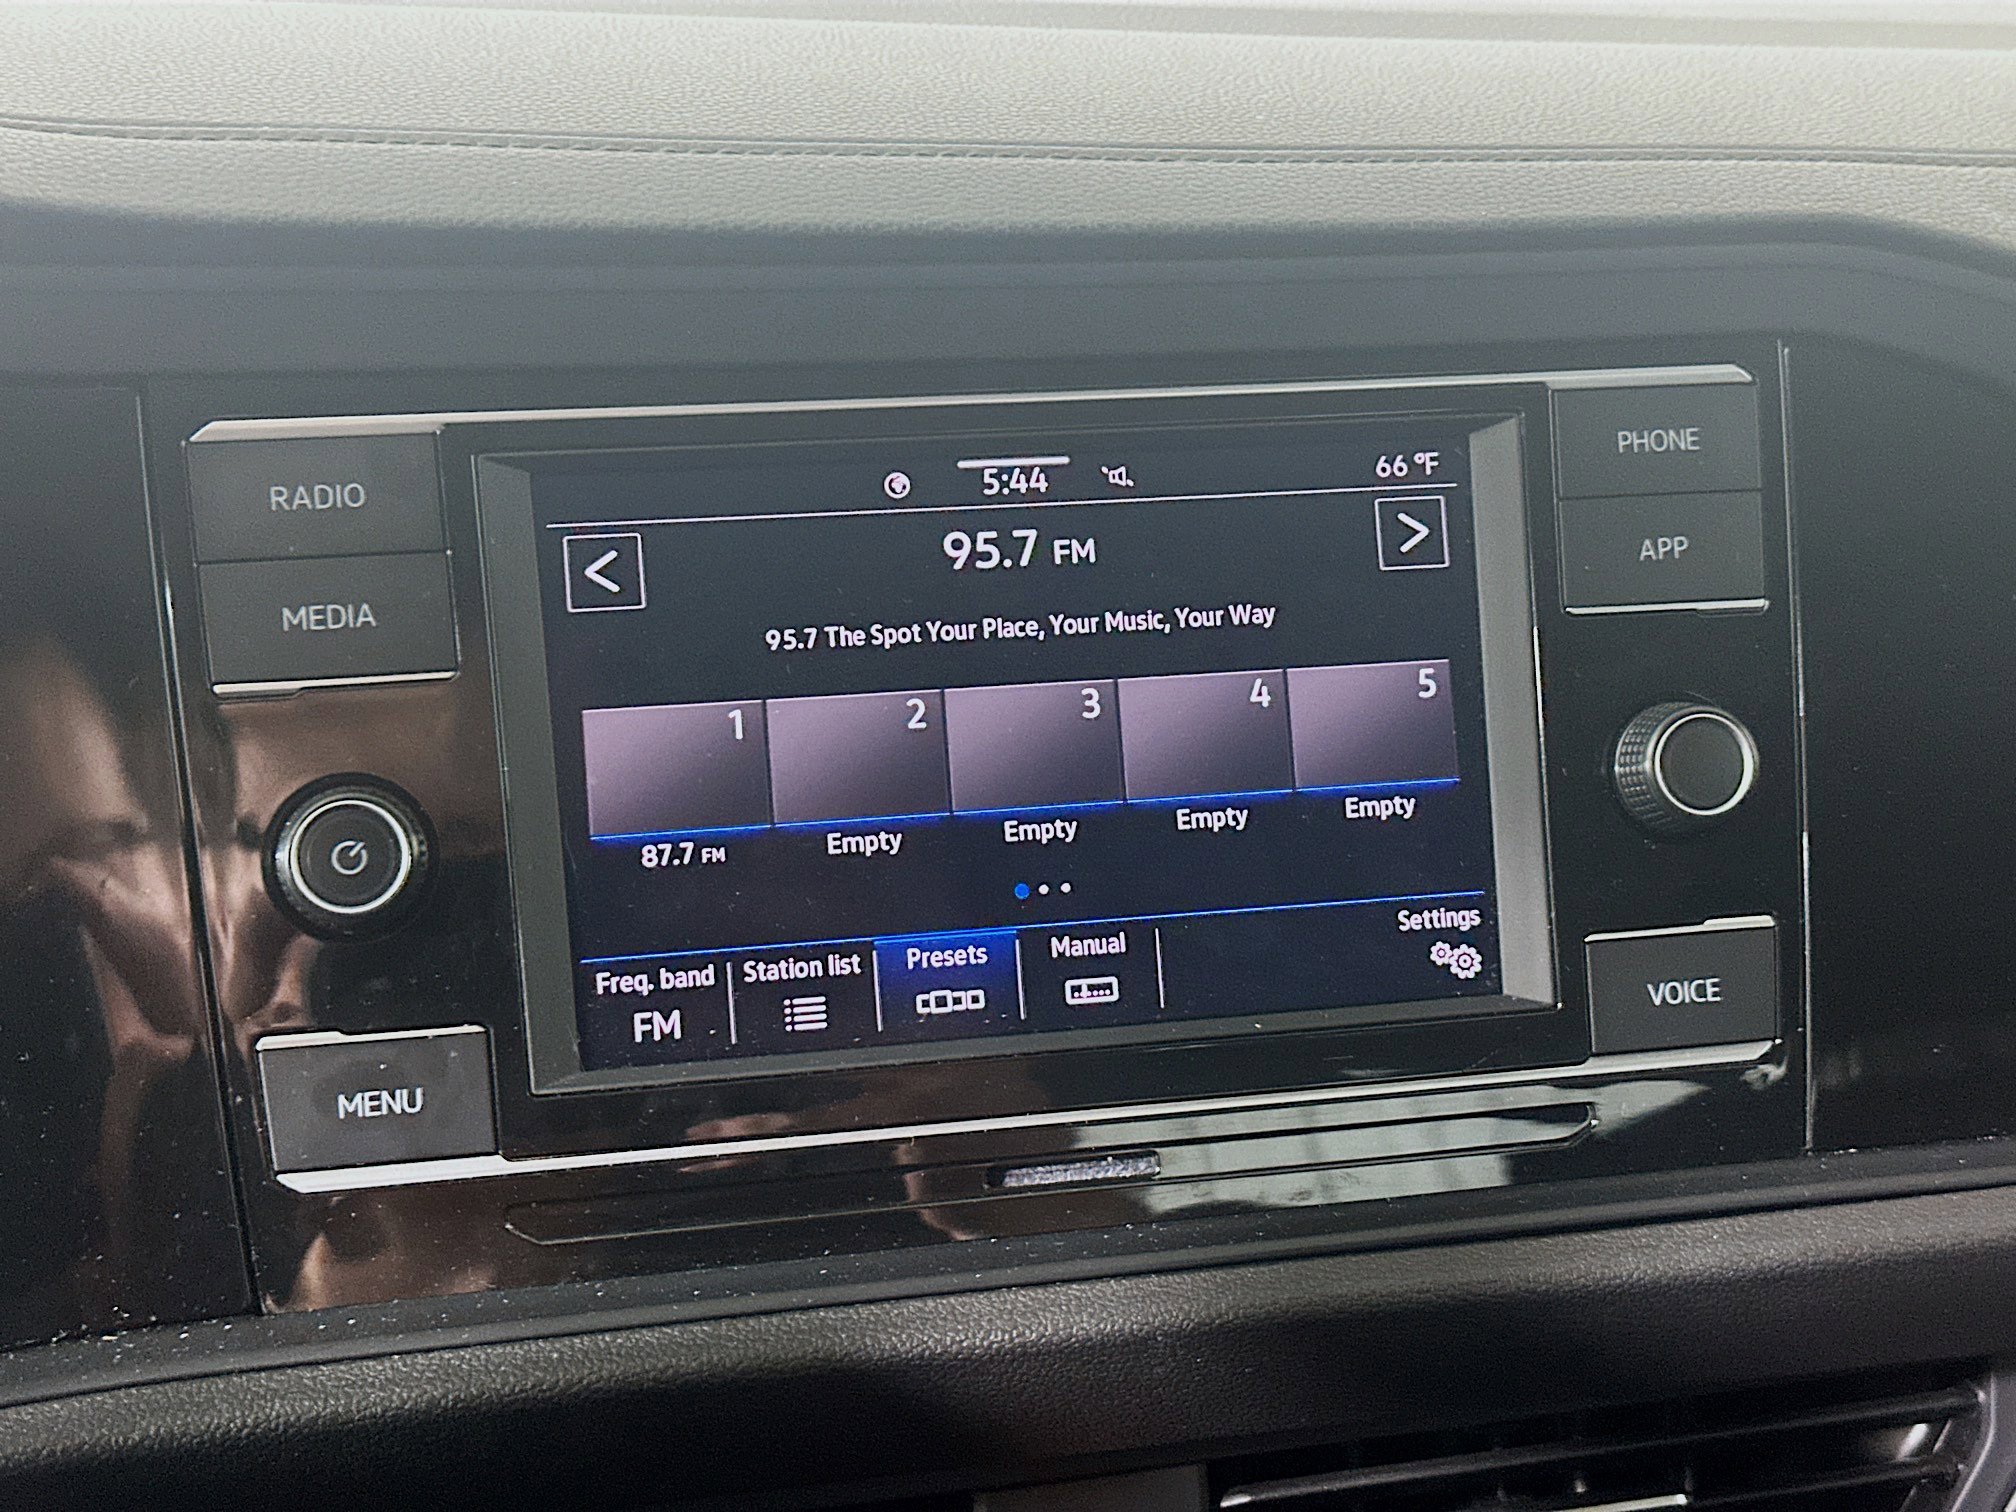 RADIO
MEDIA
MENU
5:44
66 °F
95.7 FM
95.7 The Spot Your Place, Your Music, Your Way
1
2
3
4
5
87.7 FM
Empty
Empty
Empty
Empty
Freq. band
FM
Station list
Presets
Manual
Settings
PHONE
APP
VOICE